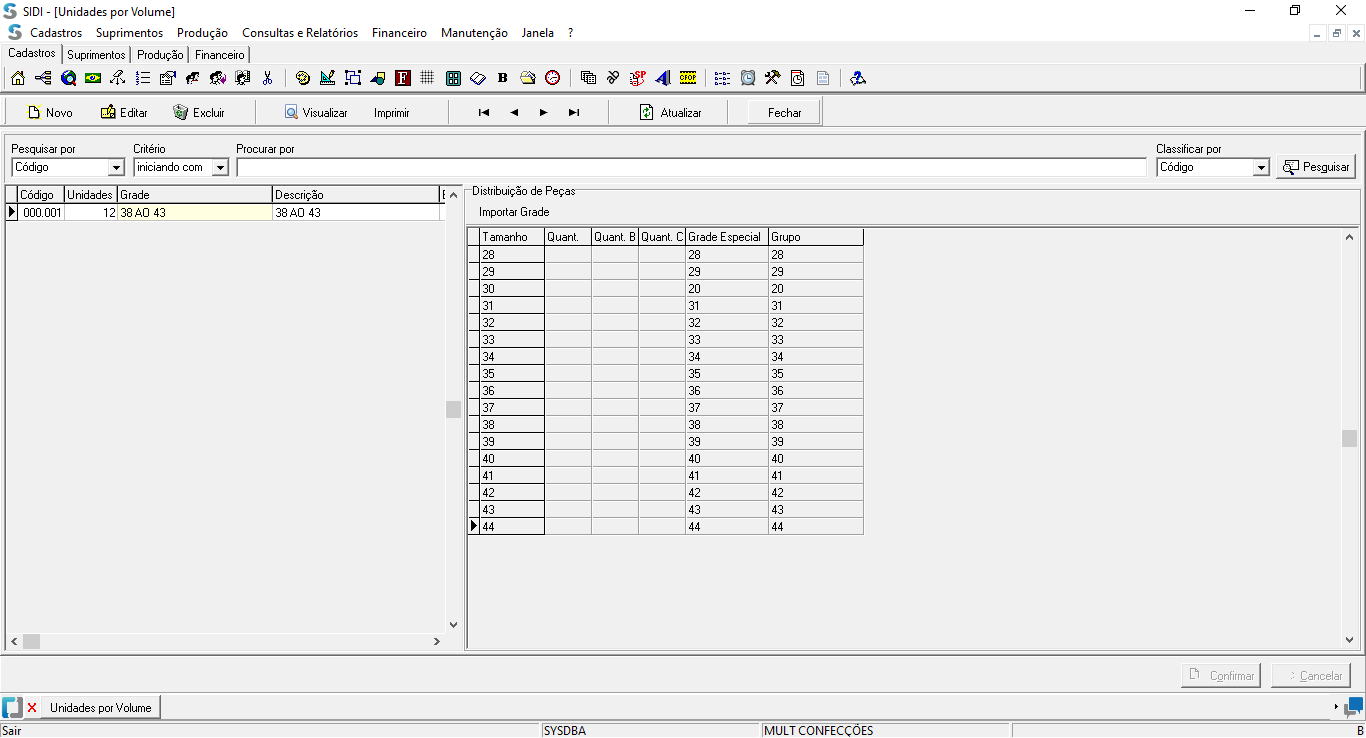 SIDI - [Unidades por Volume]
Cadastros Suprimentos Produção Consultas e Relatórios Financeiro Manutenção Janela ?
Cadastros Suprimentos Produção Financeiro
Novo Editar Excluir Visualizar Imprimir Atualizar Fechar
Pesquisar por Critério Procurar por Classificar por
Código iniciando com Código Pesquisar
Distribuição de Peças
Código Unidades Grade Descrição
000.001 12 38 AO 43 38 AO 43
Importar Grade
Tamanho Quant. Quant. B Quant. C Grade Especial Grupo
28 28 28
29 29 29
30 20 20
31 31 31
32 32 32
33 33 33
34 34 34
35 35 35
36 36 36
37 37 37
38 38 38
39 39 39
40 40 40
41 41 41
42 42 42
43 43 43
44 44 44
Confirmar Cancelar
Unidades por Volume
Sair SYSDBA MULT CONFECÇÕES B